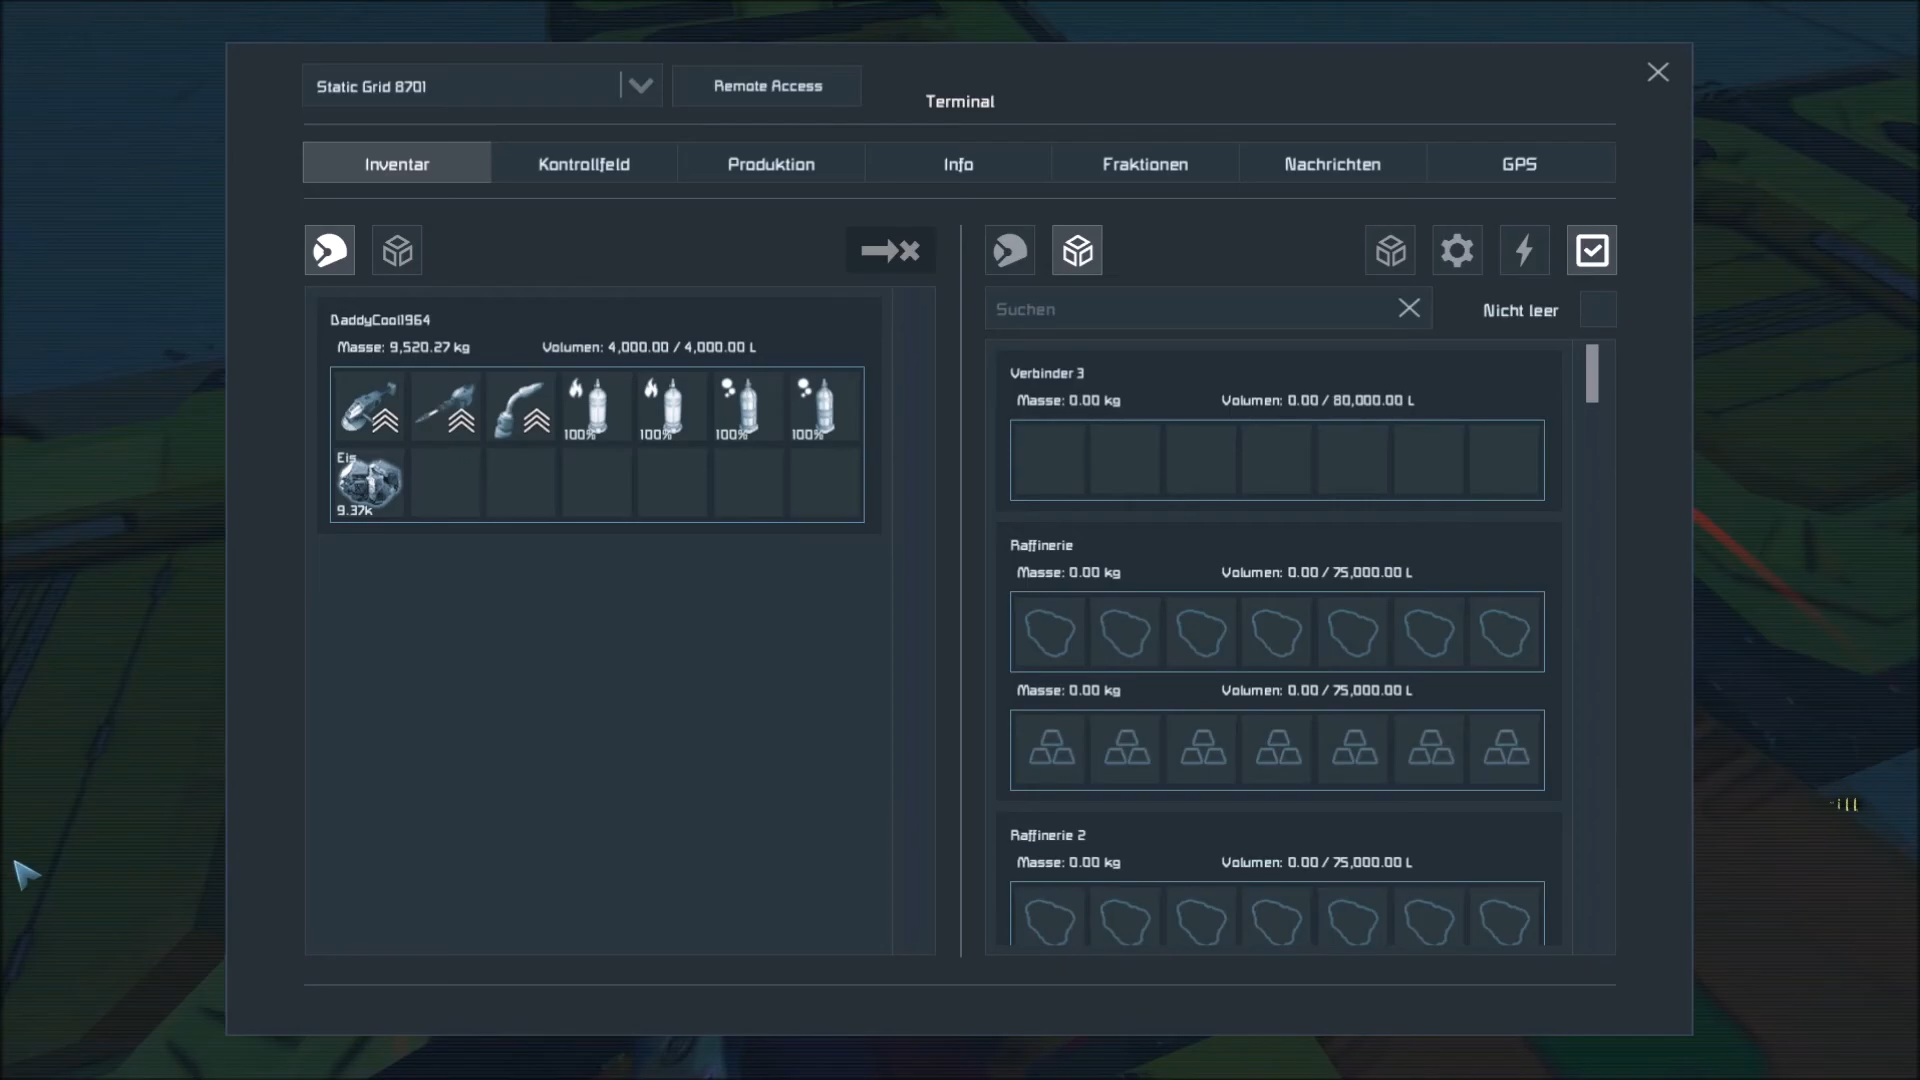 Static Grid 8701
Remote Access
Terminal
Inventar
Kontrollfeld
Produktion
Info
Fraktionen
Nachrichten
GPS
DaddyCool1964
Masse: 9,520.27 kg
Volumen: 4,000.00 / 4,000.00 L
100%
100%
100%
100%
Eis
9.37k
Suchen
Nicht leer
Verbinder 3
Masse: 0.00 kg
Volumen: 0.00 / 80,000.00 L
Raffinerie
Masse: 0.00 kg
Volumen: 0.00 / 75,000.00 L
Masse: 0.00 kg
Volumen: 0.00 / 75,000.00 L
Raffinerie 2
Masse: 0.00 kg
Volumen: 0.00 / 75,000.00 L